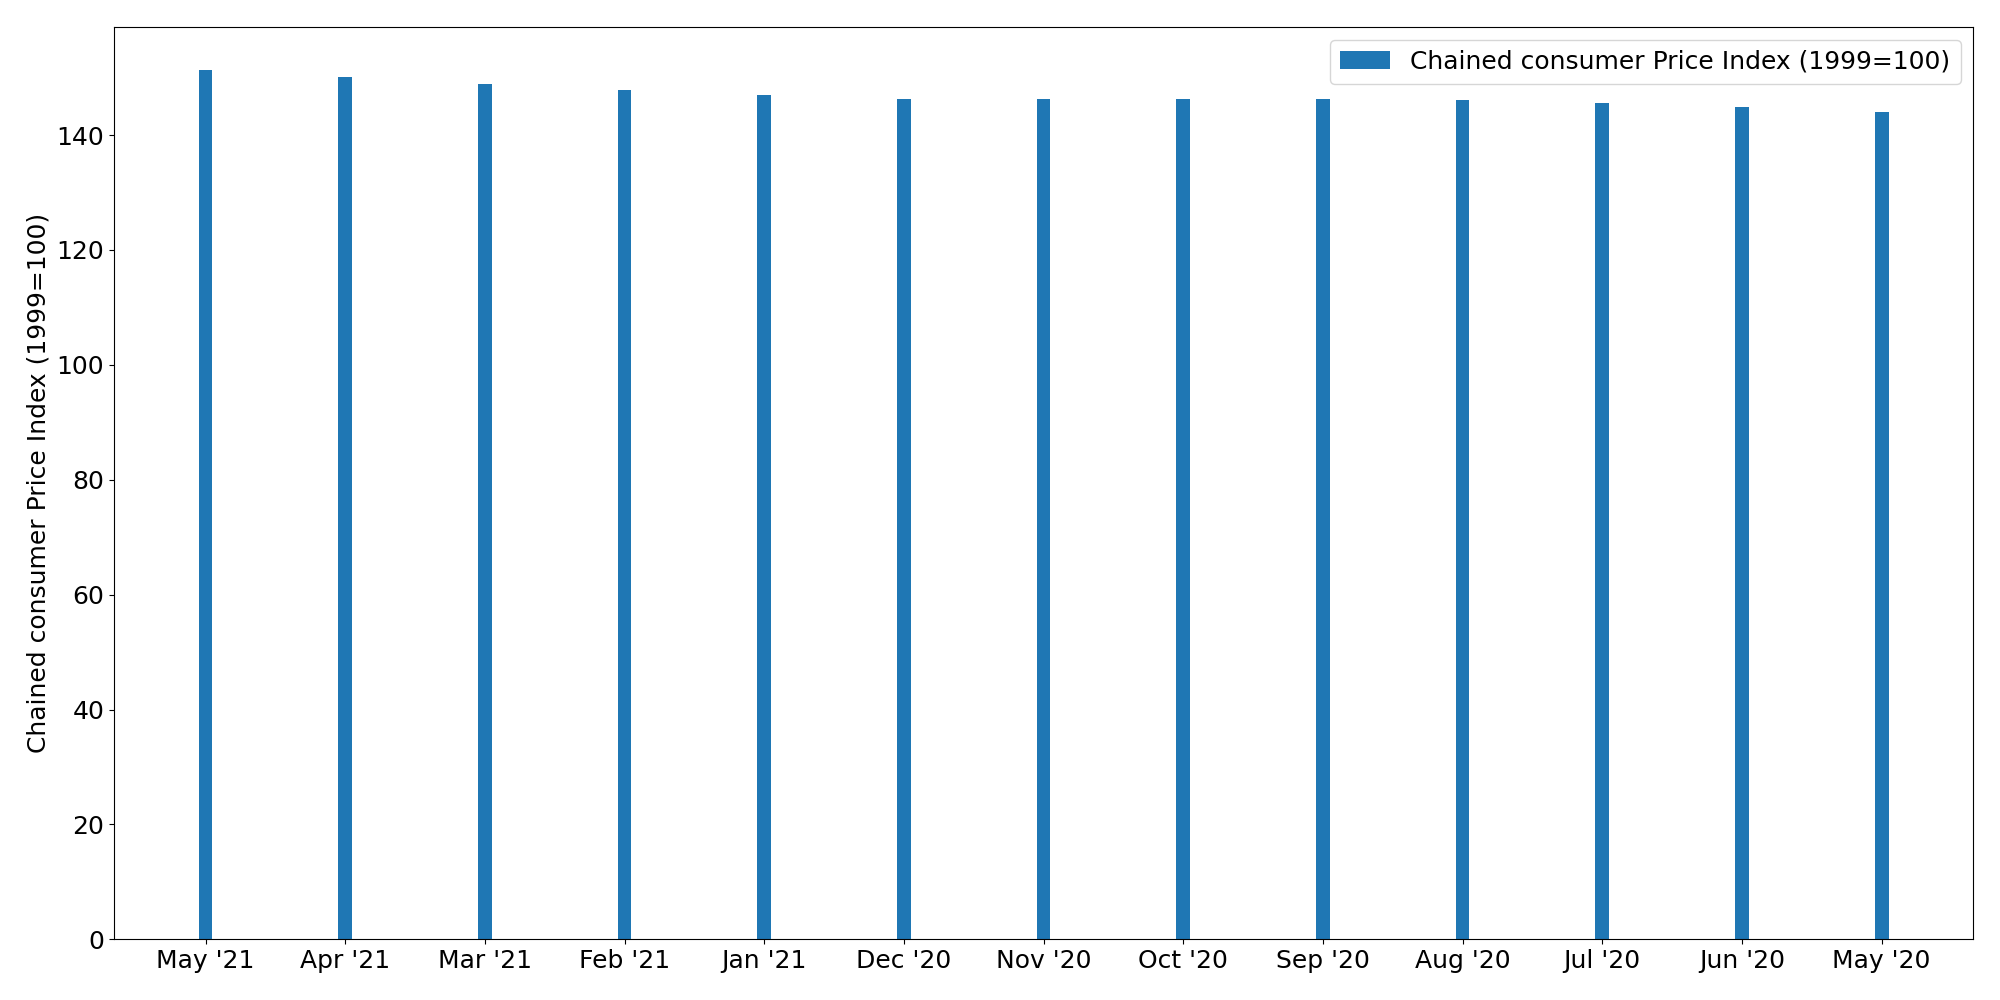 Chained consumer Price Index (1999=100)
Chained consumer Price Index (1999=100)
140
120
100
80
60
40
20
0
May '21 Apr '21 Mar '21 Feb '21 Jan '21 Dec '20 Nov '20 Oct '20 Sep '20 Aug '20 Jul '20 Jun '20 May '20